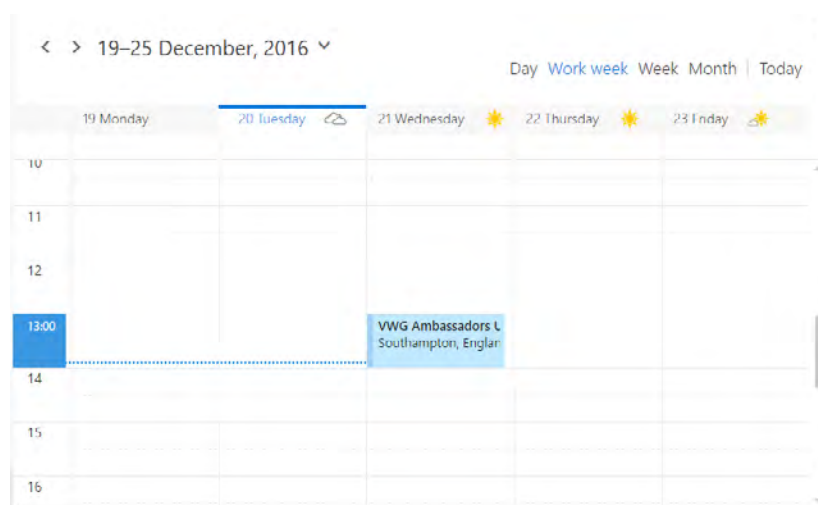 19–25 December, 2016
Day Work week Week Month | Today
19 Monday 20 Tuesday 21 Wednesday 22 Thursday 23 Friday
10
11
12
13:00 VWG Ambassadors U
Southampton, Englan
14
15
16